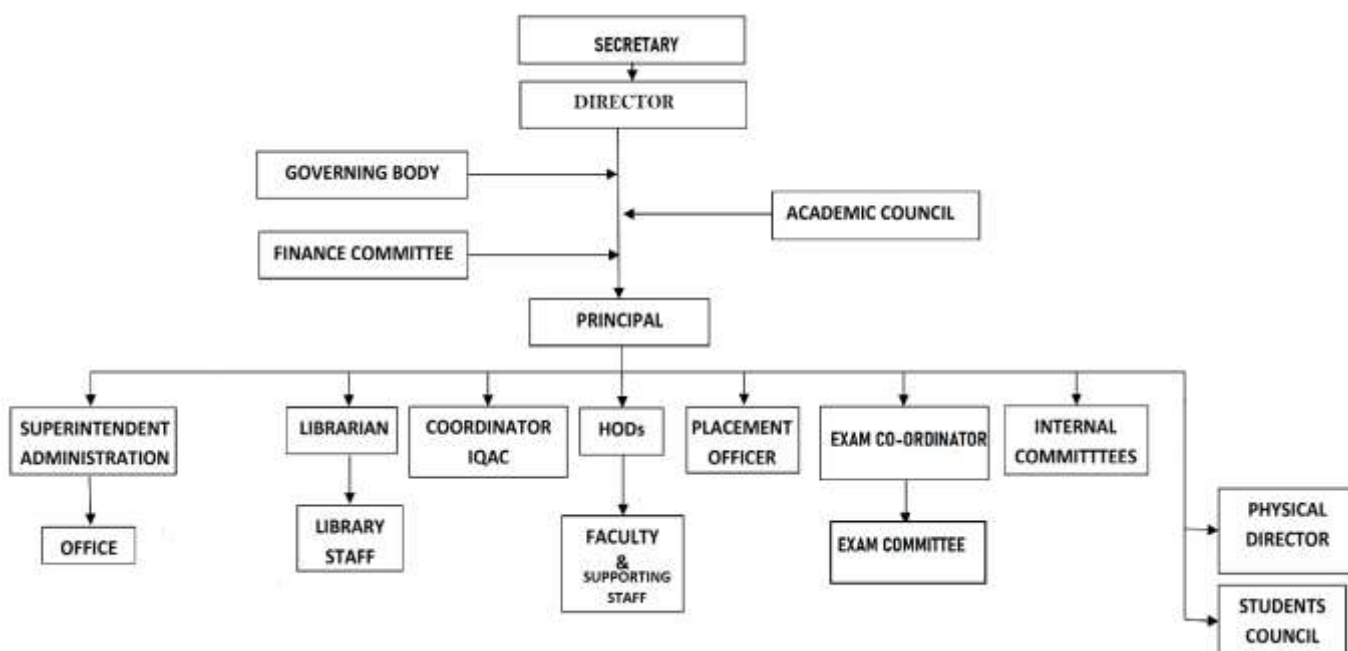 SECRETARY
DIRECTOR
GOVERNING BODY
ACADEMIC COUNCIL
FINANCE COMMITTEE
PRINCIPAL
SUPERINTENDENT
ADMINISTRATION
LIBRARIAN
COORDINATOR
IQAC
HODs
PLACEMENT
OFFICER
EXAM CO-ORDINATOR
INTERNAL
COMMITTTEES
OFFICE
LIBRARY
STAFF
FACULTY
&
SUPPORTING
STAFF
EXAM COMMITTEE
PHYSICAL
DIRECTOR
STUDENTS
COUNCIL